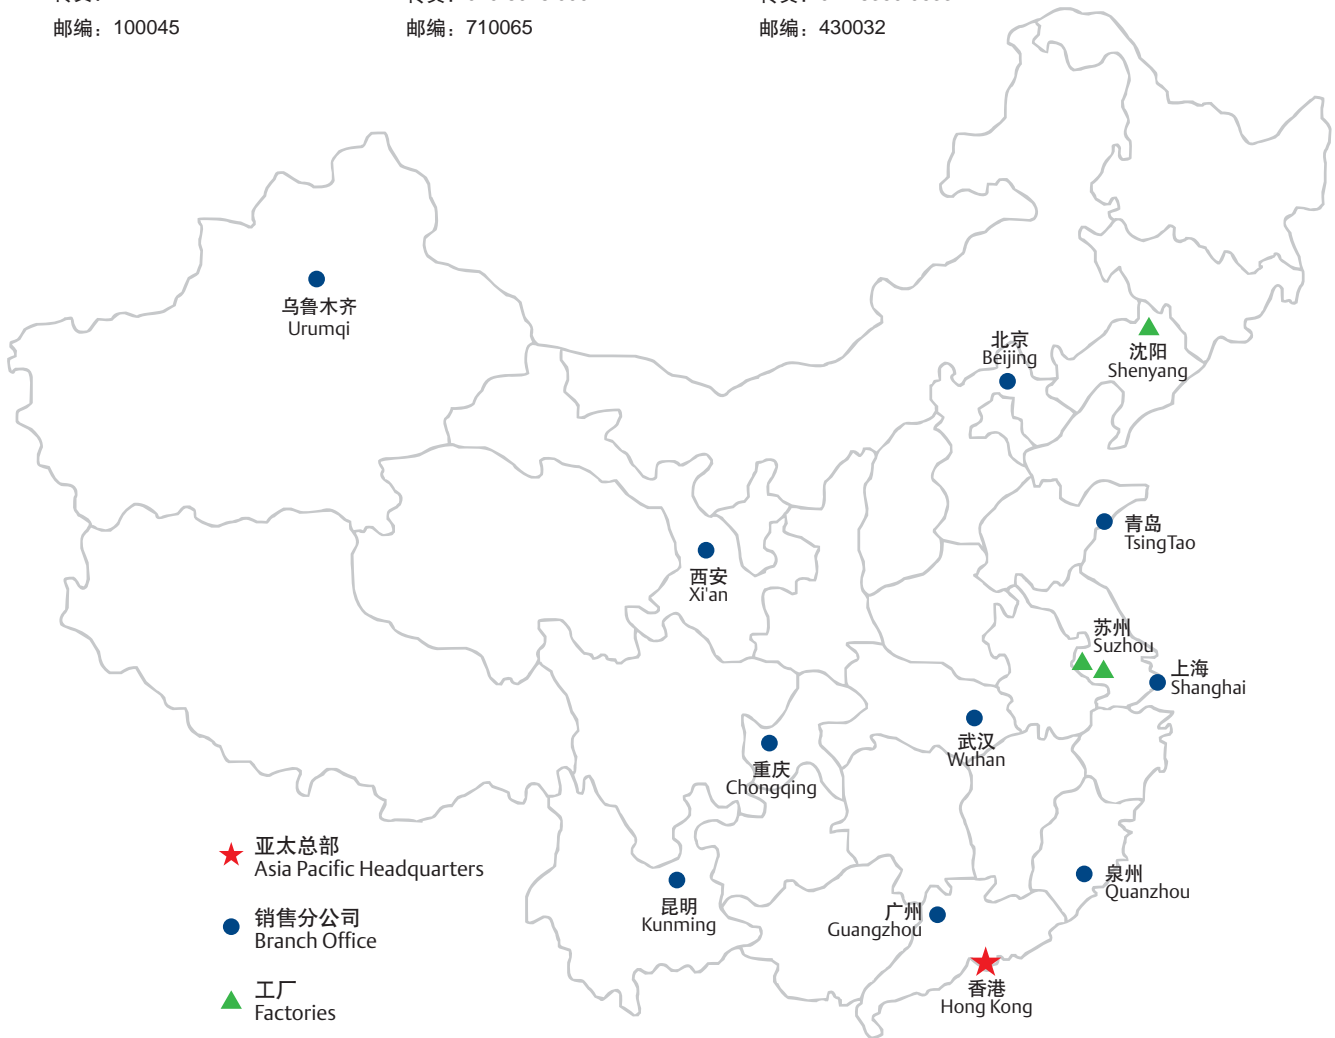 邮编：100045
邮编：710065
邮编：430032
乌鲁木齐
Urumqi
北京
Beijing
沈阳
Shenyang
青岛
TsingTao
西安
Xi'an
苏州
Suzhou
上海
Shanghai
武汉
Wuhan
重庆
Chongqing
亚太总部
Asia Pacific Headquarters
泉州
Quanzhou
昆明
Kunming
广州
Guangzhou
销售分公司
Branch Office
香港
Hong Kong
工厂
Factories